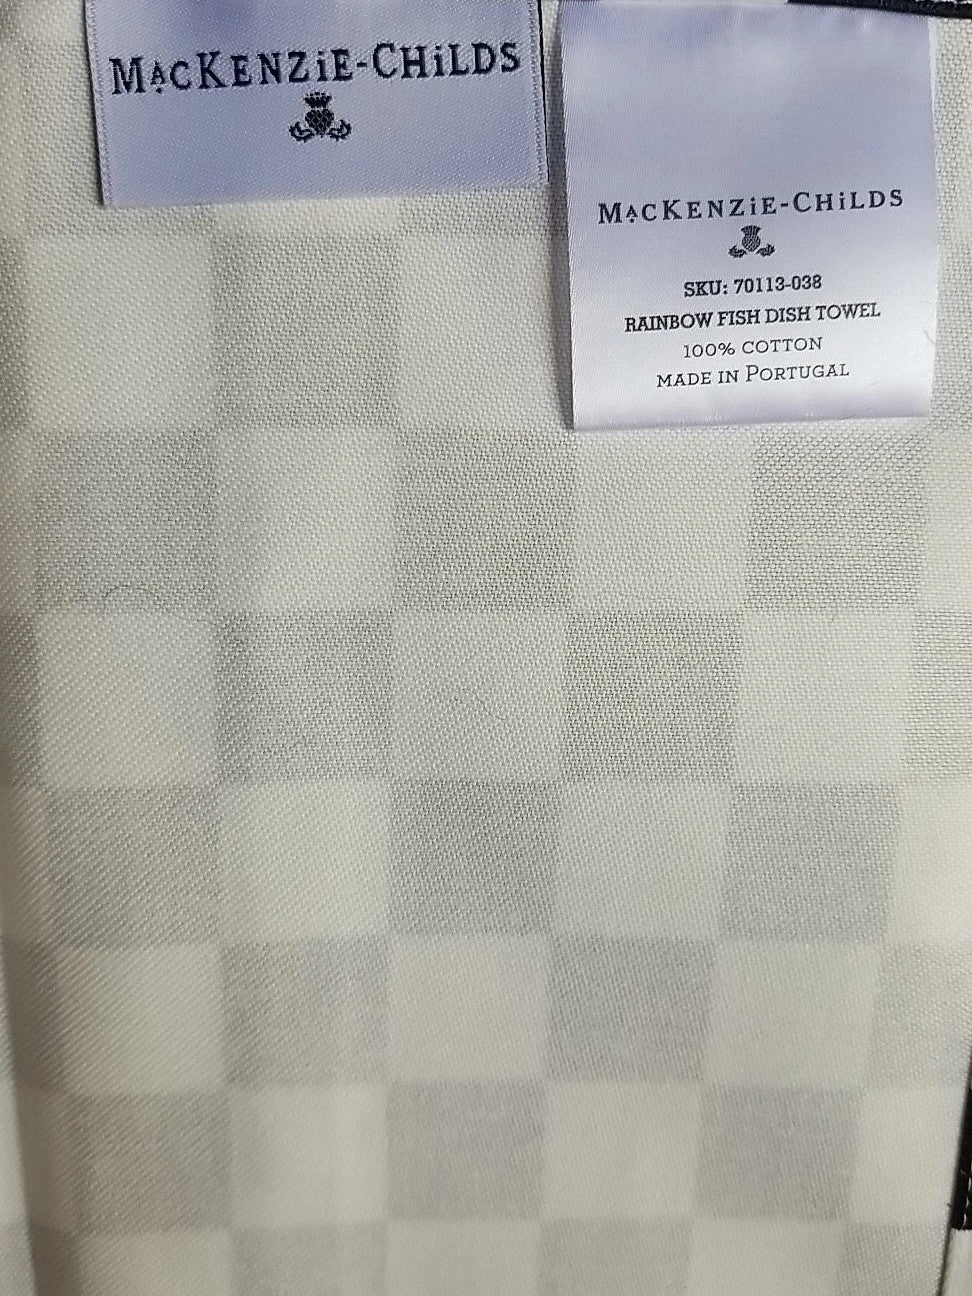 MacKENZiE-CHiLDS
MacKENZiE-CHiLDS
SKU: 70113-038
RAINBOW FISH DISH TOWEL
100% COTTON
MADE IN PORTUGAL